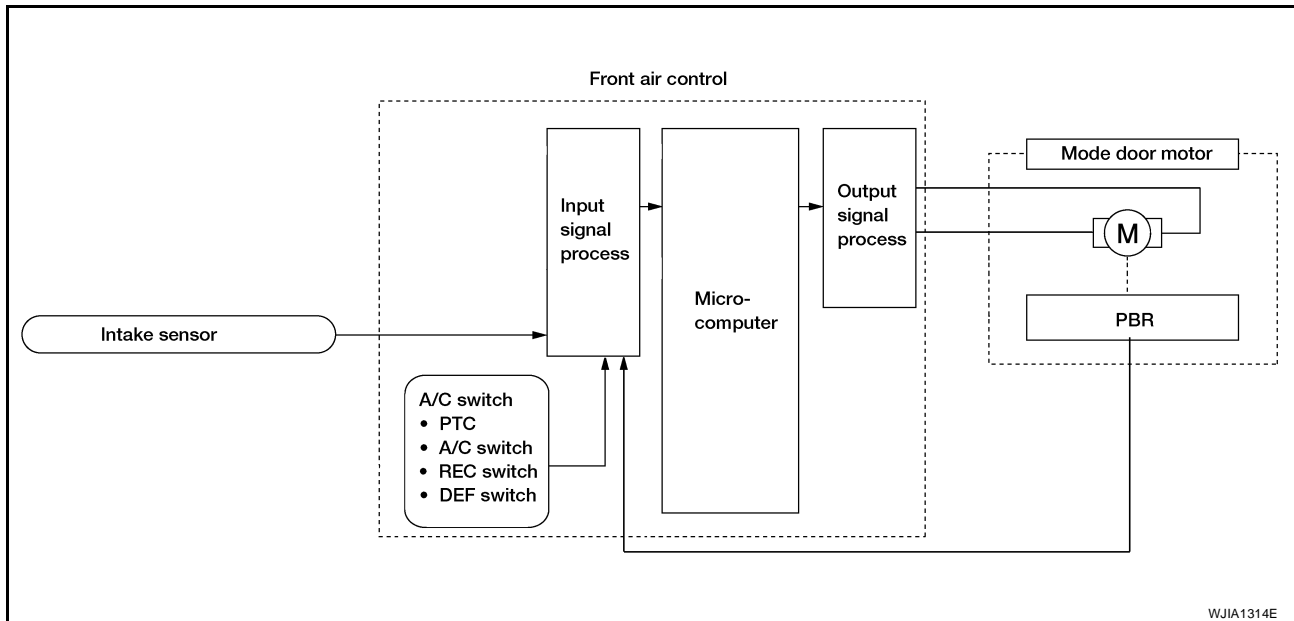 Front air control
Mode door motor
Input
signal
process
Output
signal
process
M
Micro-
computer
PBR
Intake sensor
A/C switch
• PTC
• A/C switch
• REC switch
• DEF switch
WJIA1314E